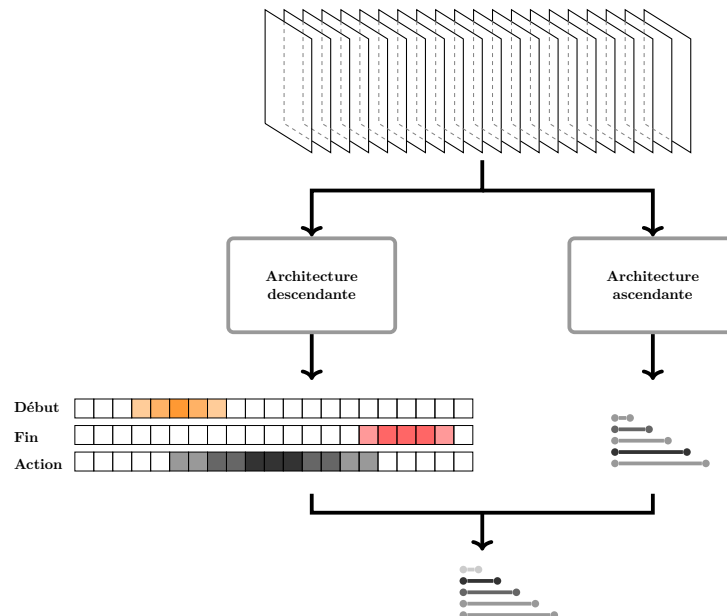 Architecture
descendante
Architecture
ascendante
Début
Fin
Action